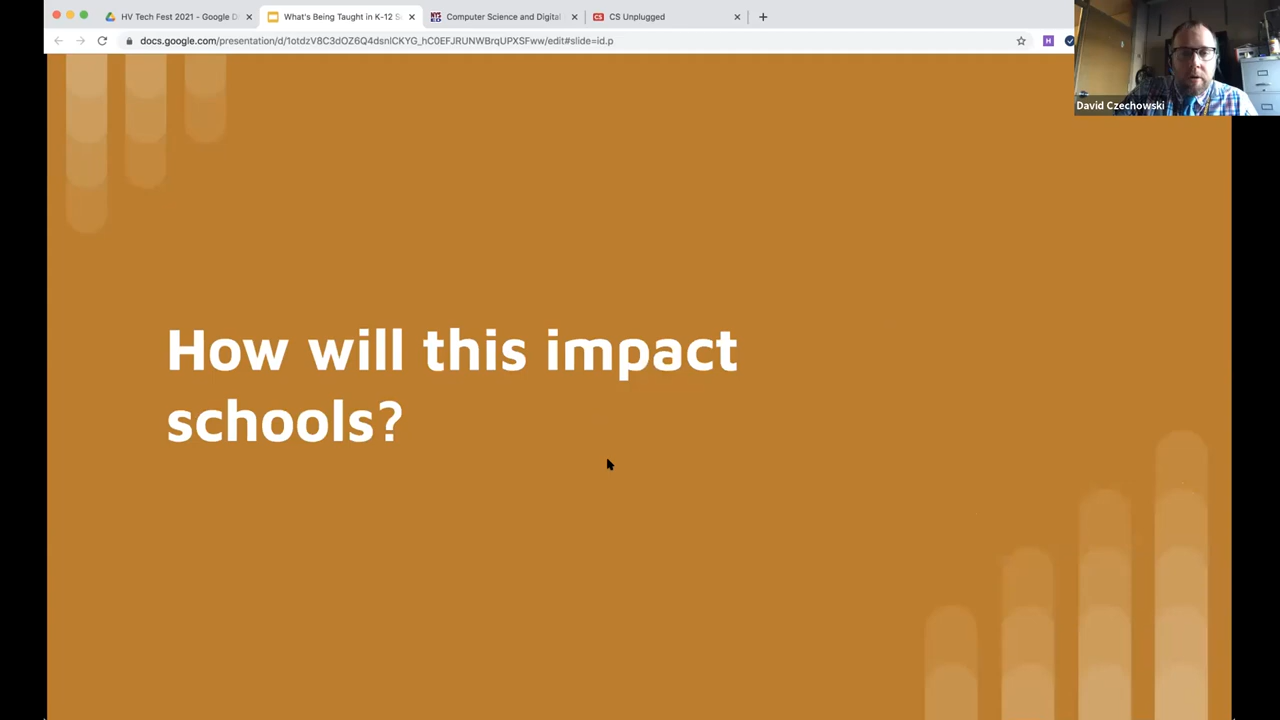 HV Tech Fest 2021 - Google D
What's Being Taught in K-12 S
Computer Science and Digital
CS Unplugged
docs.google.com/presentation/d/1otdzV8C3dOZ6Q4dsnlCKYG_hC0EFJRUNWBrqUPXSFww/edit#slide=id.p
David Czechowski
How will this impact
schools?